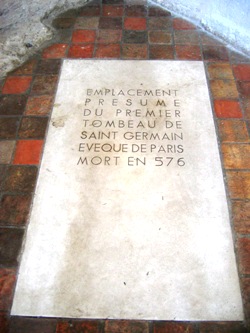 EMPLACEMENT
PRESUME
DU PREMIER
TOMBEAU DE
SAINT GERMAIN
EVEQUE DE PARIS
MORT EN 576